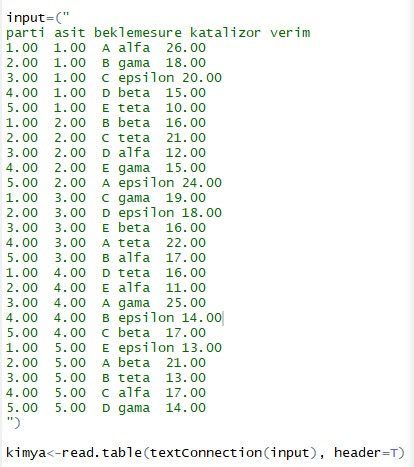 input=("
parti asit beklemesure katalizor verim
1.00 1.00 A alfa 26.00
2.00 1.00 B gama 18.00
3.00 1.00 C epsilon 20.00
4.00 1.00 D beta 15.00
5.00 1.00 E teta 10.00
1.00 2.00 B beta 16.00
2.00 2.00 C teta 21.00
3.00 2.00 D alfa 12.00
4.00 2.00 E gama 15.00
5.00 2.00 A epsilon 24.00
1.00 3.00 C gama 19.00
2.00 3.00 D epsilon 18.00
3.00 3.00 E beta 16.00
4.00 3.00 A teta 22.00
5.00 3.00 B alfa 17.00
1.00 4.00 D teta 16.00
2.00 4.00 E alfa 11.00
3.00 4.00 A gama 25.00
4.00 4.00 B epsilon 14.00
5.00 4.00 C beta 17.00
1.00 5.00 E epsilon 13.00
2.00 5.00 A beta 21.00
3.00 5.00 B teta 13.00
4.00 5.00 C alfa 17.00
5.00 5.00 D gama 14.00
")
kimya<-read.table(textConnection(input), header=T)